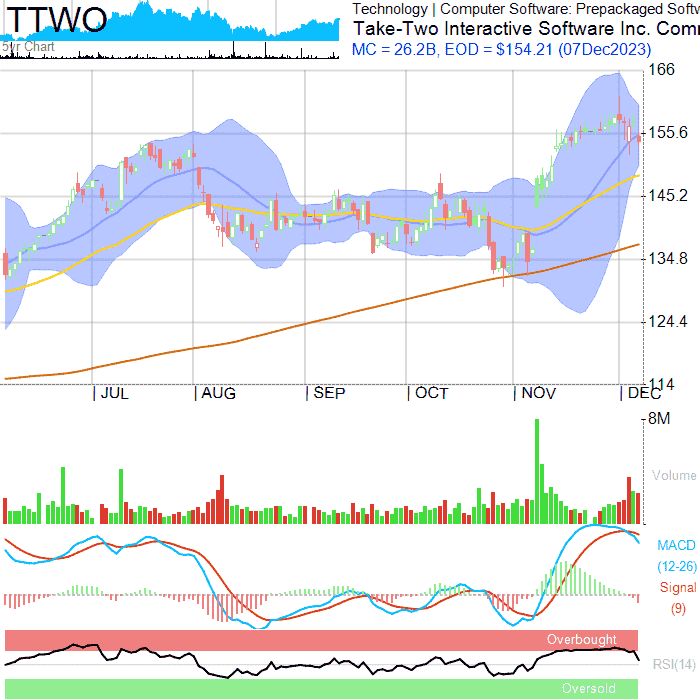 TTWO
5yr Chart
Technology | Computer Software: Prepackaged Softw
Take-Two Interactive Software Inc. Comm
MC = 26.2B, EOD = $154.21 (07Dec2023)
166
155.6
145.2
134.8
124.4
114
JUL AUG SEP OCT NOV DEC
8M
Volume
MACD
(12-26)
Signal
(9)
Overbought
RSI(14)
Oversold